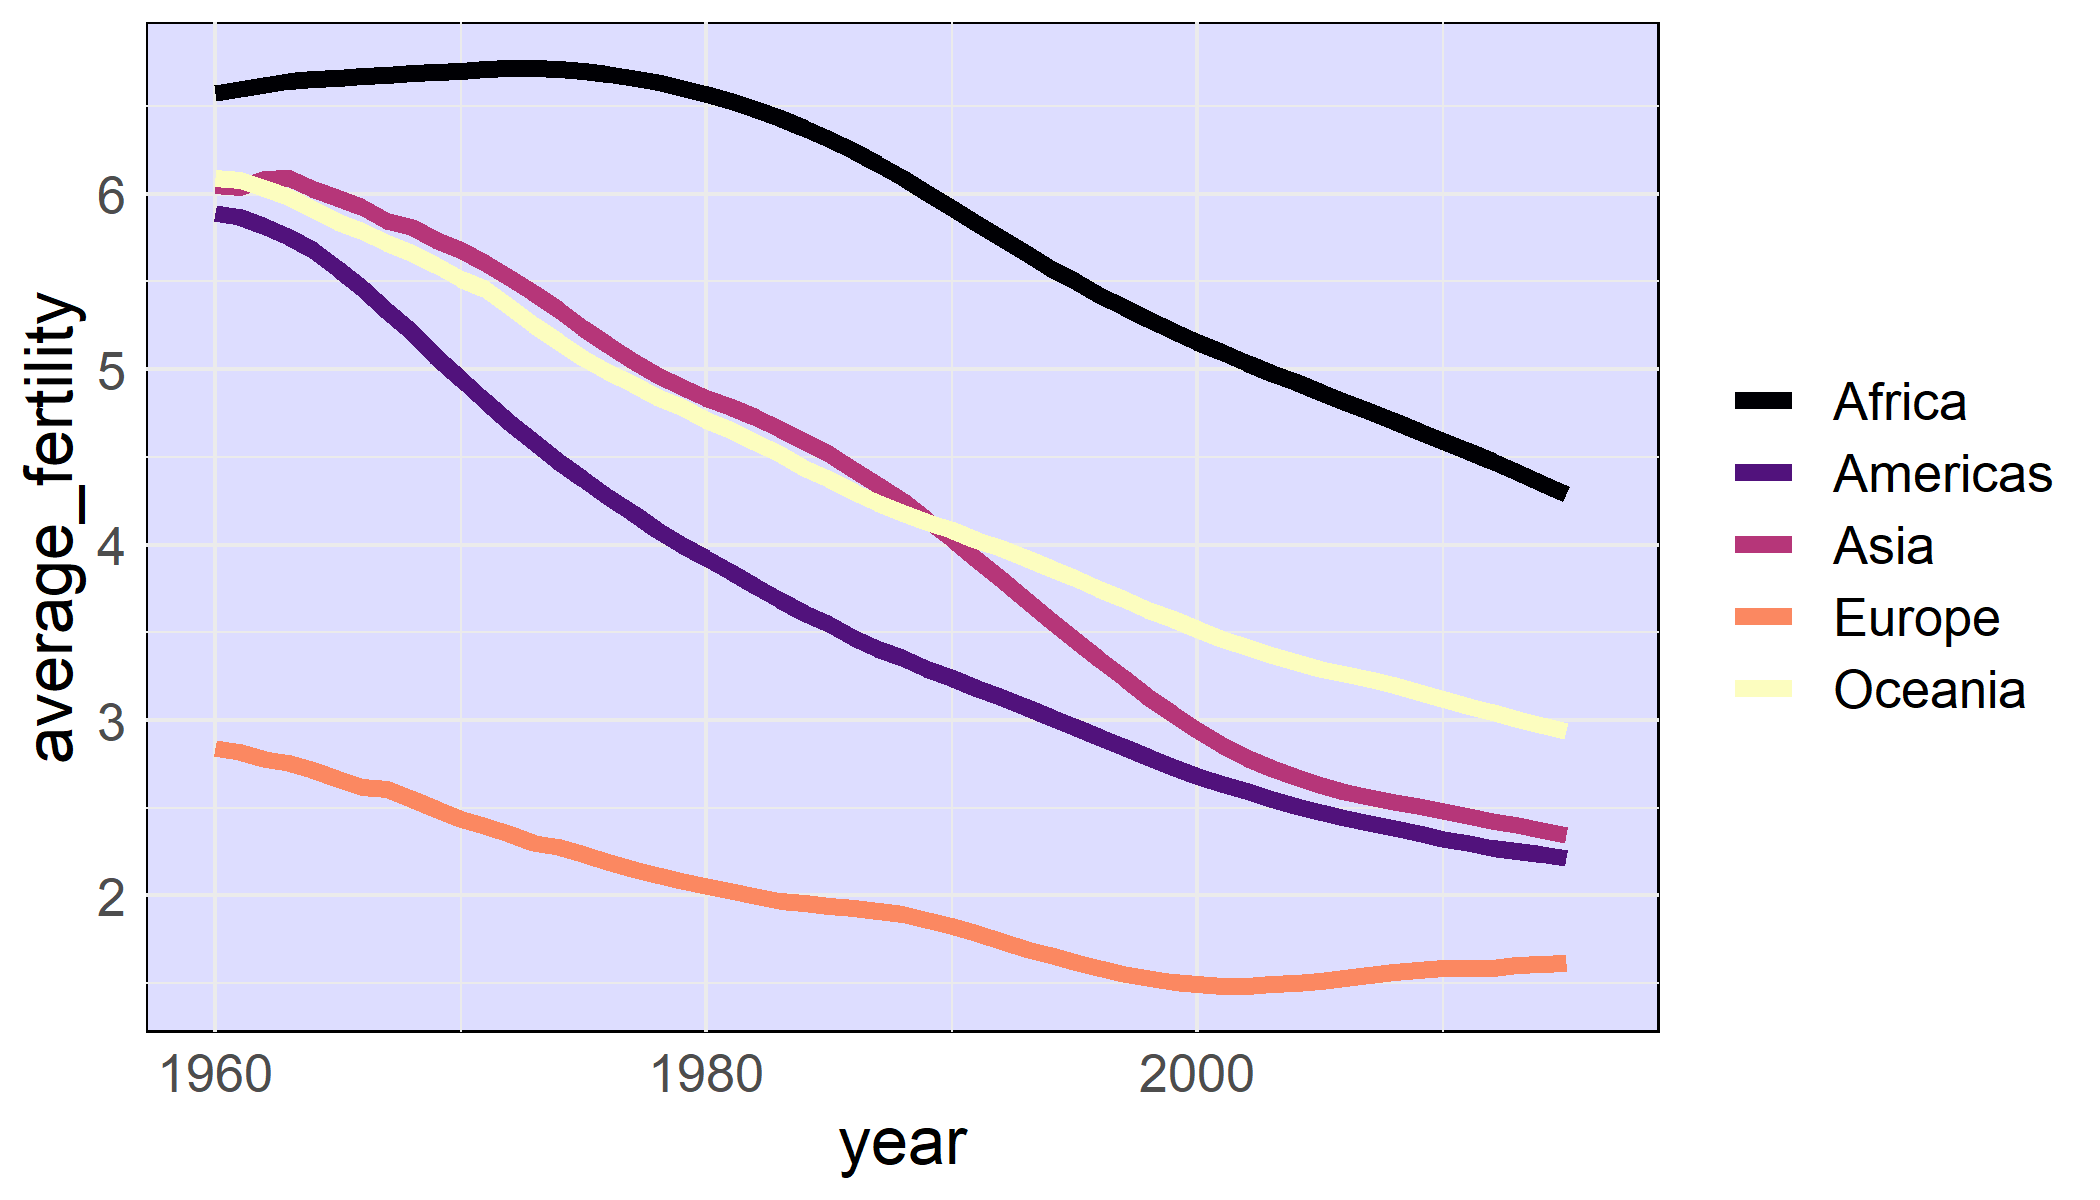 average_fertility
6
5
4
3
2
1960 1980 2000
year
Africa
Americas
Asia
Europe
Oceania